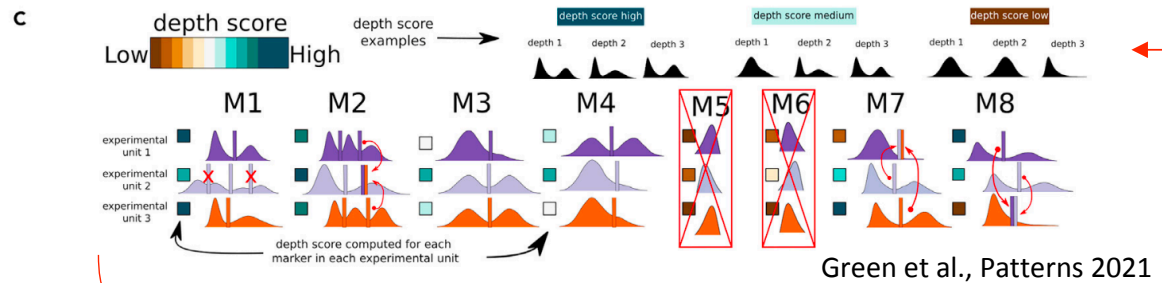 C
depth score
Low High
depth score
examples
depth score high
depth 1 depth 2 depth 3
depth score medium
depth 1 depth 2 depth 3
depth score low
depth 1 depth 2 depth 3
M1 M2 M3 M4 M5 M6 M7 M8
experimental
unit 1
experimental
unit 2
X X
experimental
unit 3
depth score computed for each
marker in each experimental unit
Green et al., Patterns 2021